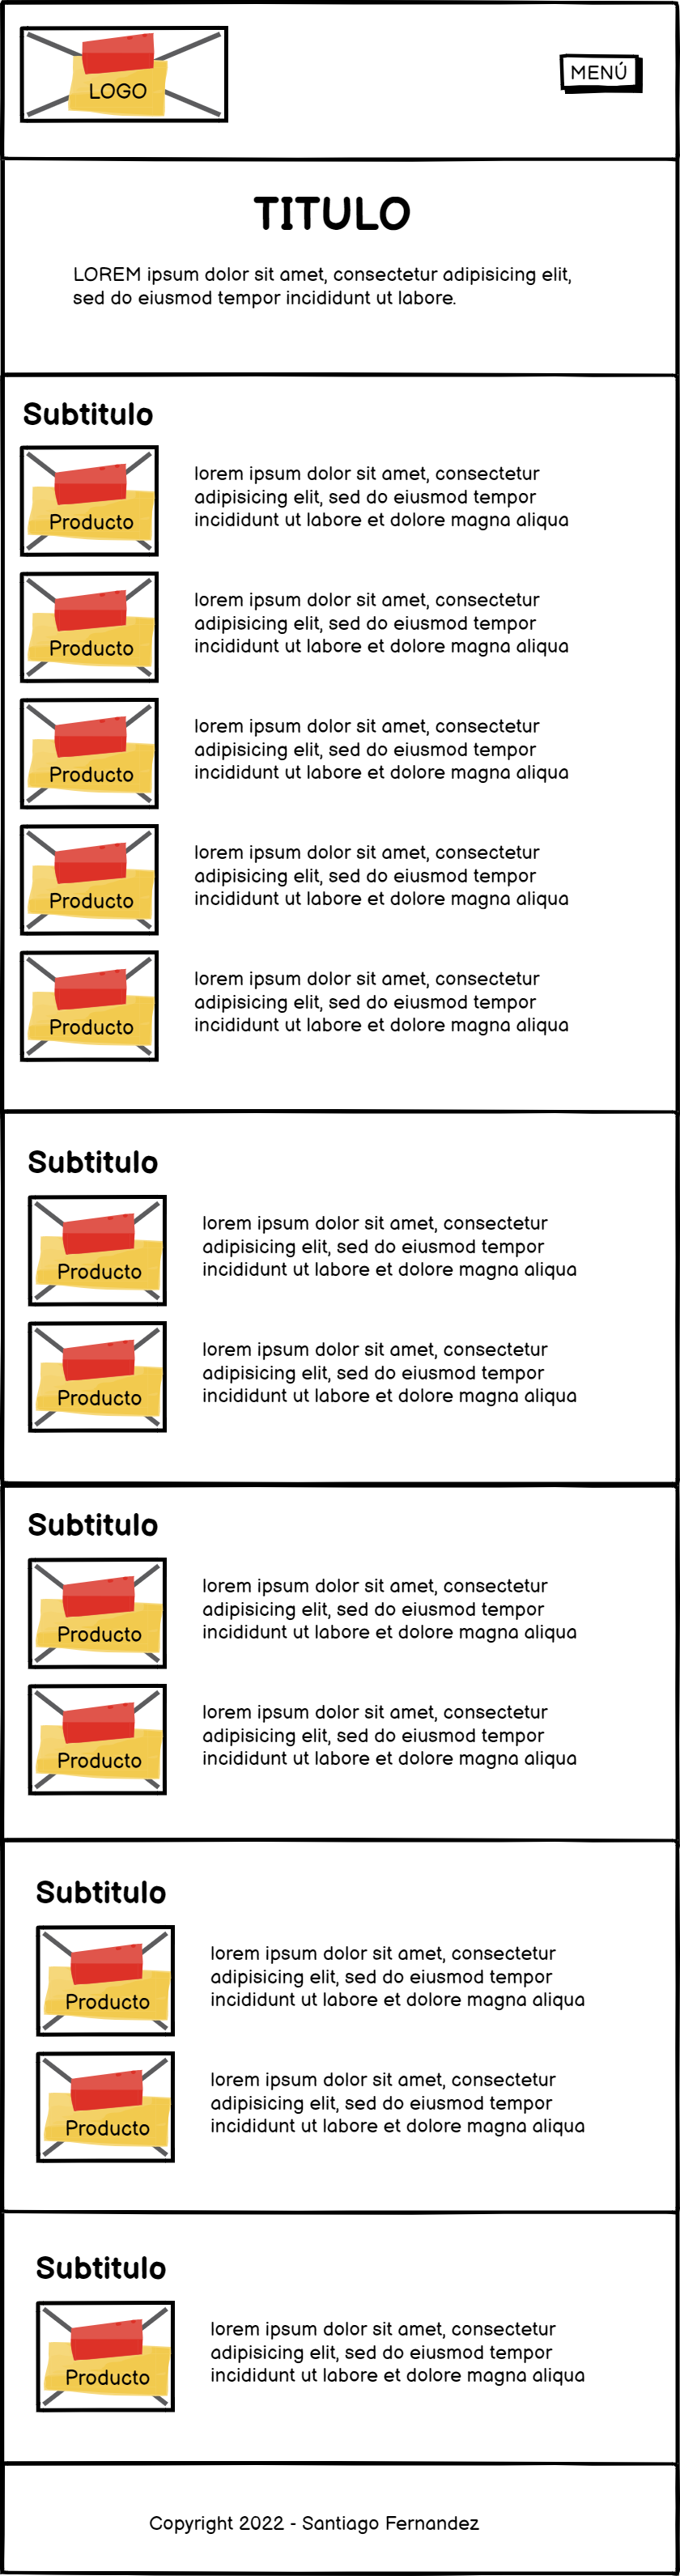 LOGO
MENÚ
TITULO
LOREM ipsum dolor sit amet, consectetur adipisicing elit,
sed do eiusmod tempor incididunt ut labore.
Subtitulo
Producto
lorem ipsum dolor sit amet, consectetur
adipisicing elit, sed do eiusmod tempor
incididunt ut labore et dolore magna aliqua
Producto
lorem ipsum dolor sit amet, consectetur
adipisicing elit, sed do eiusmod tempor
incididunt ut labore et dolore magna aliqua
Producto
lorem ipsum dolor sit amet, consectetur
adipisicing elit, sed do eiusmod tempor
incididunt ut labore et dolore magna aliqua
Producto
lorem ipsum dolor sit amet, consectetur
adipisicing elit, sed do eiusmod tempor
incididunt ut labore et dolore magna aliqua
Producto
lorem ipsum dolor sit amet, consectetur
adipisicing elit, sed do eiusmod tempor
incididunt ut labore et dolore magna aliqua
Subtitulo
Producto
lorem ipsum dolor sit amet, consectetur
adipisicing elit, sed do eiusmod tempor
incididunt ut labore et dolore magna aliqua
Producto
lorem ipsum dolor sit amet, consectetur
adipisicing elit, sed do eiusmod tempor
incididunt ut labore et dolore magna aliqua
Subtitulo
Producto
lorem ipsum dolor sit amet, consectetur
adipisicing elit, sed do eiusmod tempor
incididunt ut labore et dolore magna aliqua
Producto
lorem ipsum dolor sit amet, consectetur
adipisicing elit, sed do eiusmod tempor
incididunt ut labore et dolore magna aliqua
Subtitulo
Producto
lorem ipsum dolor sit amet, consectetur
adipisicing elit, sed do eiusmod tempor
incididunt ut labore et dolore magna aliqua
Producto
lorem ipsum dolor sit amet, consectetur
adipisicing elit, sed do eiusmod tempor
incididunt ut labore et dolore magna aliqua
Subtitulo
Producto
lorem ipsum dolor sit amet, consectetur
adipisicing elit, sed do eiusmod tempor
incididunt ut labore et dolore magna aliqua
Copyright 2022 - Santiago Fernandez